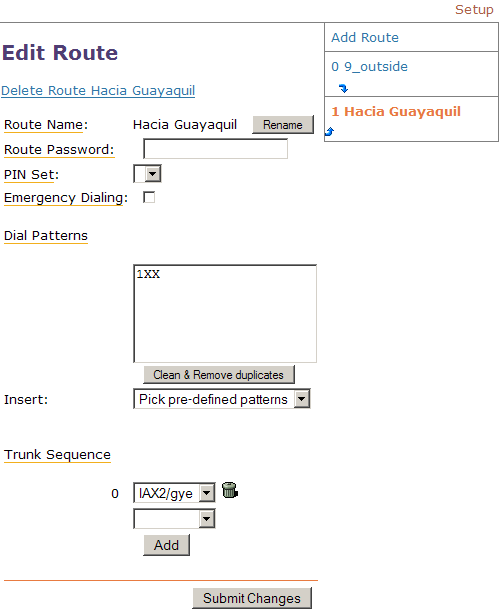 Setup
Edit Route
Delete Route Hacia Guayaquil
Route Name: Hacia Guayaquil Rename
Route Password:
PIN Set:
Emergency Dialing:
Dial Patterns
1XX
Clean & Remove duplicates
Insert: Pick pre-defined patterns
Trunk Sequence
0 IAX2/gye
Add
Submit Changes
Add Route
0 9_outside
1 Hacia Guayaquil